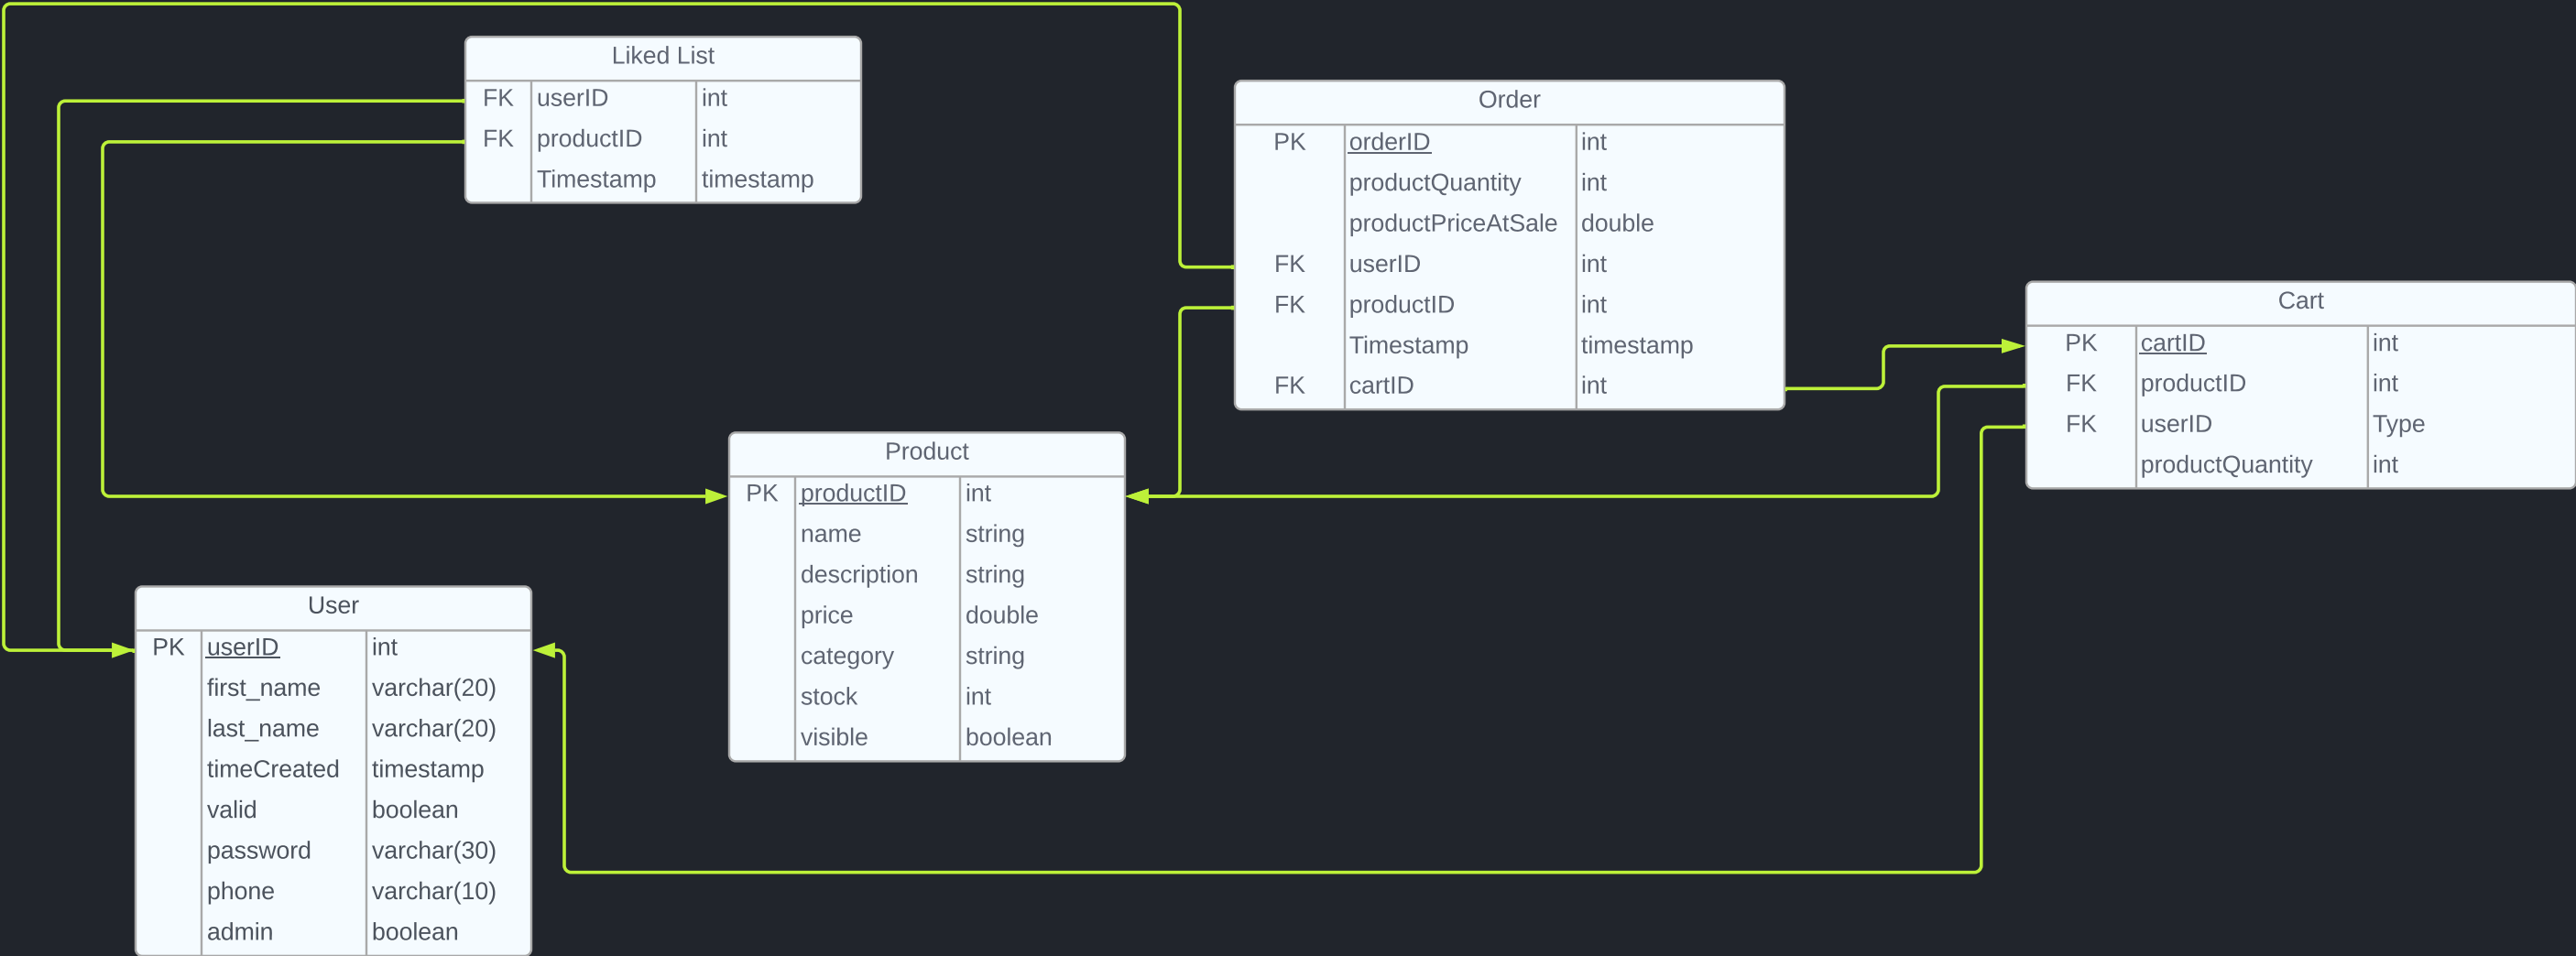 Liked List
FK userID int
FK productID int
Timestamp timestamp
Order
PK orderID int
productQuantity int
productPriceAtSale double
FK userID int
FK productID int
Timestamp timestamp
FK cartID int
Cart
PK cartID int
FK productID int
FK userID Type
productQuantity int
Product
PK productID int
name string
description string
price double
category string
stock int
visible boolean
User
PK userID int
first_name varchar(20)
last_name varchar(20)
timeCreated timestamp
valid boolean
password varchar(30)
phone varchar(10)
admin boolean